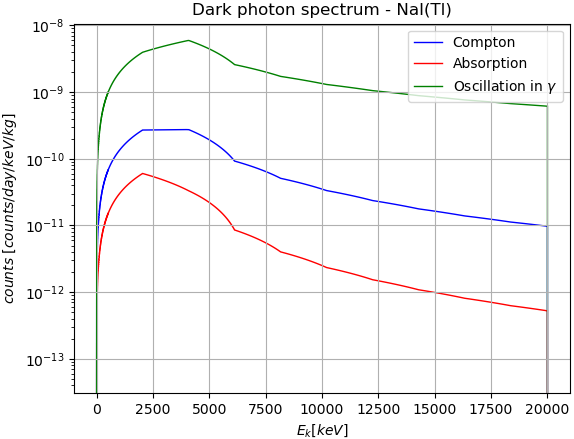 Dark photon spectrum - NaI(Tl)
10⁻⁸
10⁻⁹
10⁻¹⁰
10⁻¹¹
10⁻¹²
10⁻¹³
counts [counts/day/keV/kg]
Compton
Absorption
Oscillation in γ
0 2500 5000 7500 10000 12500 15000 17500 20000
Eₖ[keV]